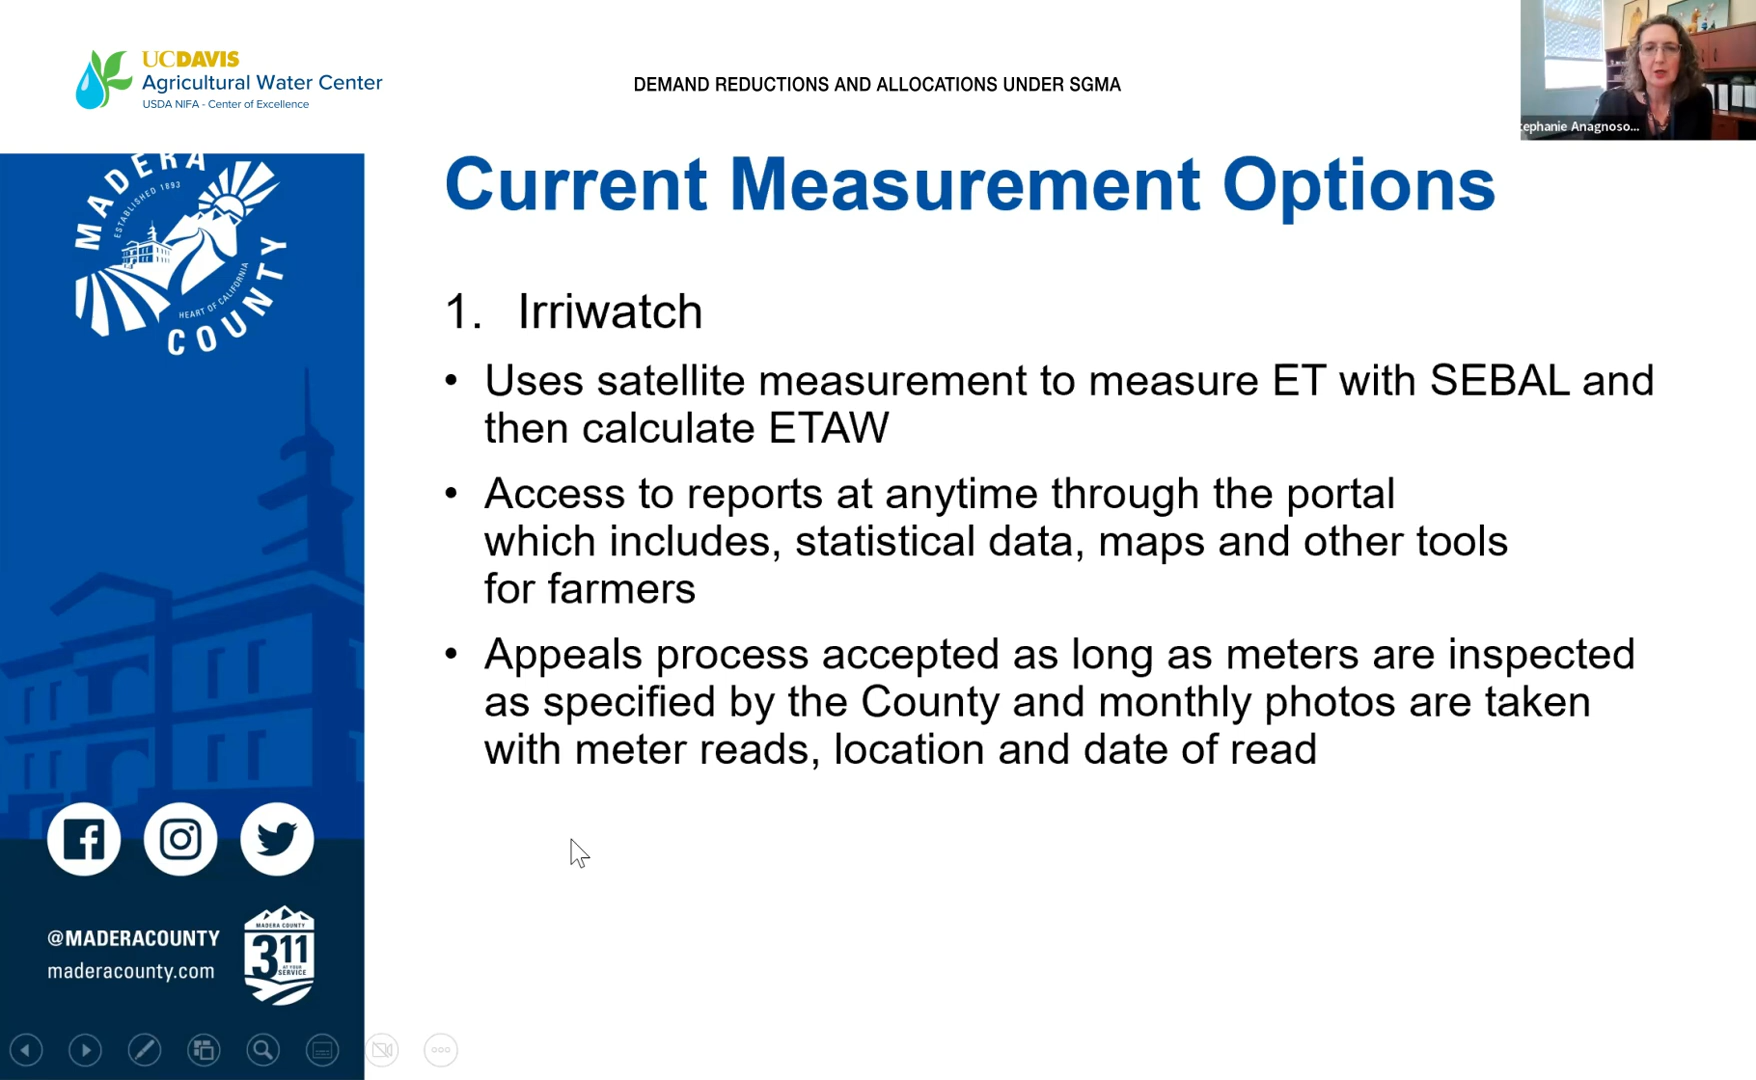 UCDAVIS
Agricultural Water Center
USDA NIFA - Center of Excellence
DEMAND REDUCTIONS AND ALLOCATIONS UNDER SGMA
tephanie Anagnoso...
MADERA
ESTABLISHED 1893
HEART OF CALIFORNIA
COUNTY
Current Measurement Options
1. Irriwatch
• Uses satellite measurement to measure ET with SEBAL and
then calculate ETAW
• Access to reports at anytime through the portal
which includes, statistical data, maps and other tools
for farmers
• Appeals process accepted as long as meters are inspected
as specified by the County and monthly photos are taken
with meter reads, location and date of read
@MADERACOUNTY
maderacounty.com
MADERA COUNTY
311
AT YOUR
SERVICE